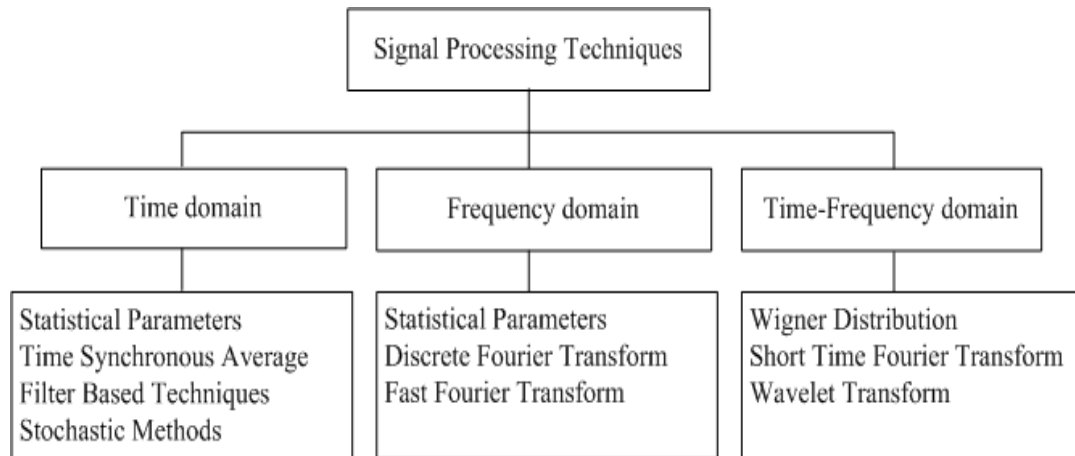 Signal Processing Techniques
Time domain
Frequency domain
Time-Frequency domain
Statistical Parameters
Time Synchronous Average
Filter Based Techniques
Stochastic Methods
Statistical Parameters
Discrete Fourier Transform
Fast Fourier Transform
Wigner Distribution
Short Time Fourier Transform
Wavelet Transform